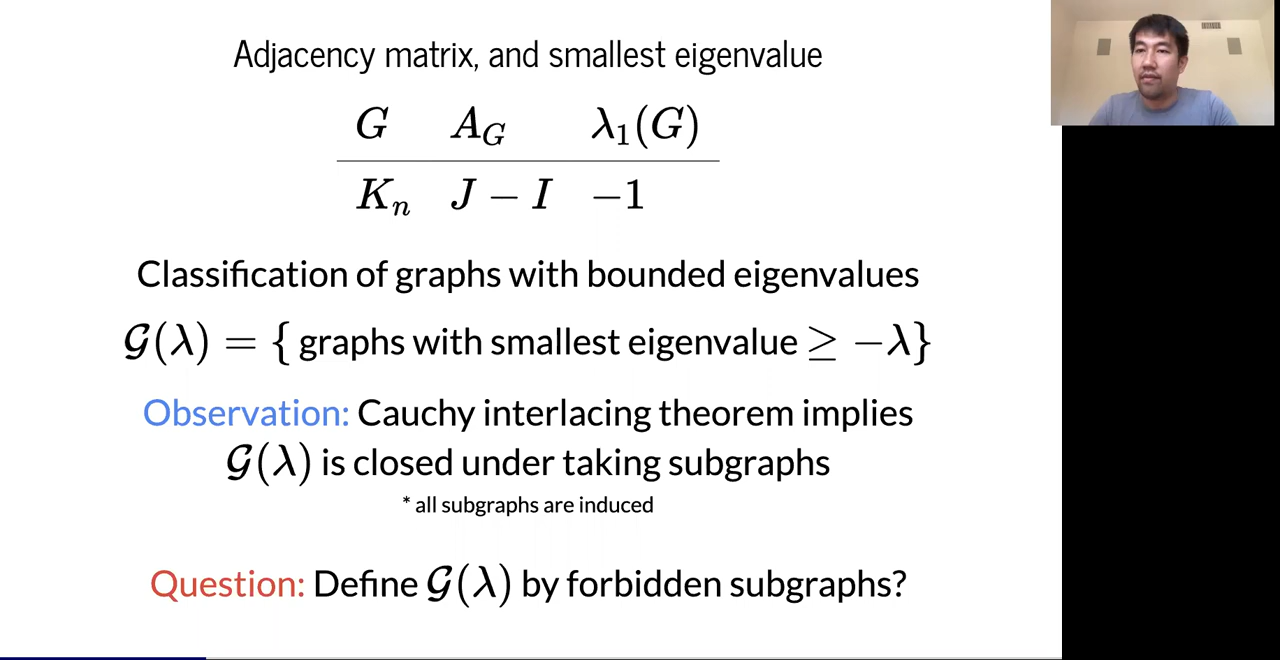 Adjacency matrix, and smallest eigenvalue
G A_G λ₁(G)
K_n J − I −1
Classification of graphs with bounded eigenvalues
𝒢(λ) = { graphs with smallest eigenvalue ≥ −λ}
Observation: Cauchy interlacing theorem implies
𝒢(λ) is closed under taking subgraphs
* all subgraphs are induced
Question: Define 𝒢(λ) by forbidden subgraphs?